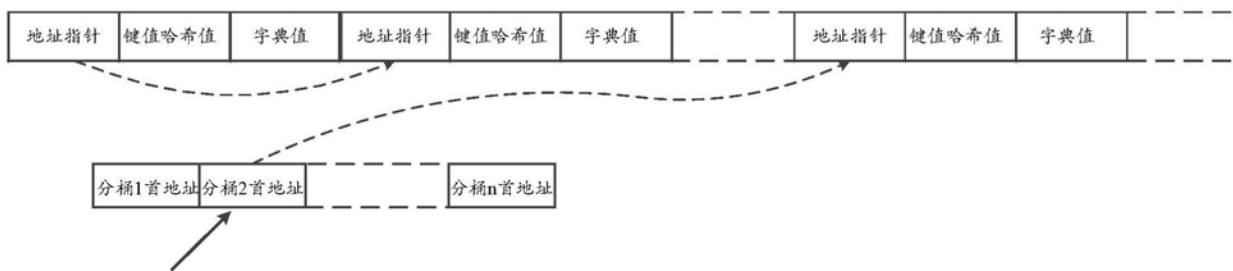 地址指针 键值哈希值 字典值 地址指针 键值哈希值 字典值 地址指针 键值哈希值 字典值
分桶1首地址 分桶2首地址 分桶n首地址